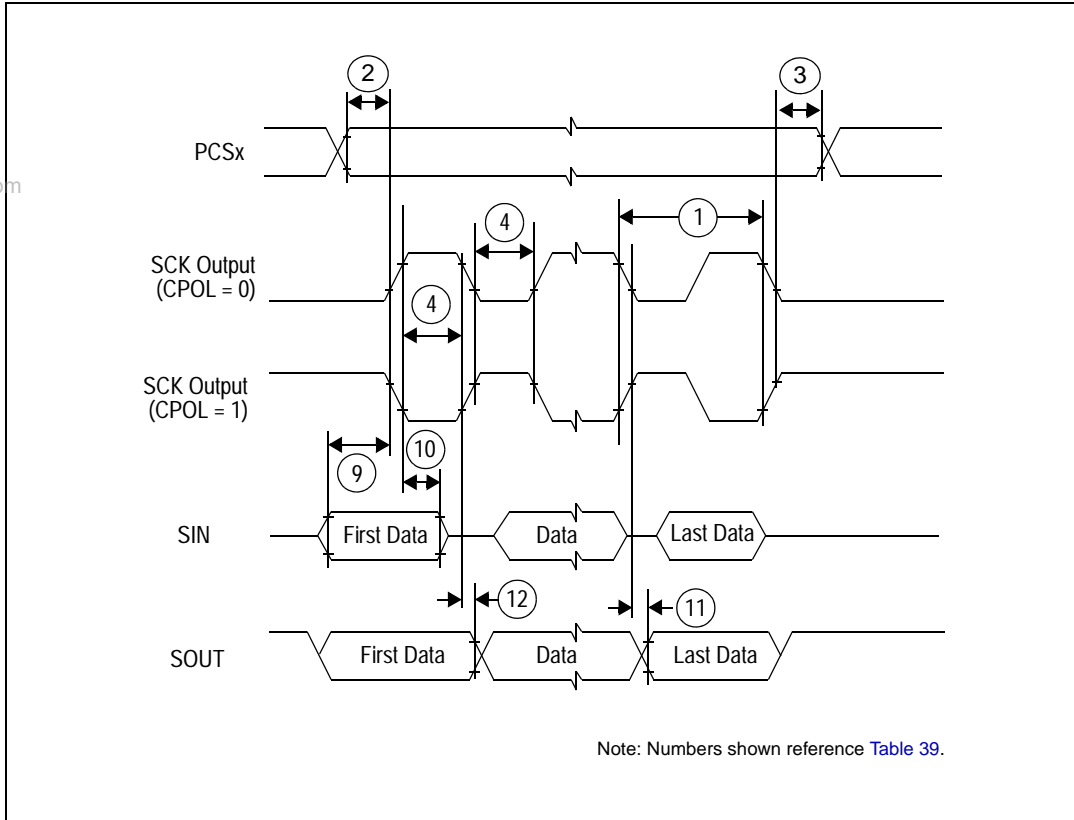 2
3
PCSx
om
4
1
SCK Output
(CPOL = 0)
4
SCK Output
(CPOL = 1)
10
9
SIN
First Data
Data
Last Data
12
11
SOUT
First Data
Data
Last Data
Note: Numbers shown reference Table 39.